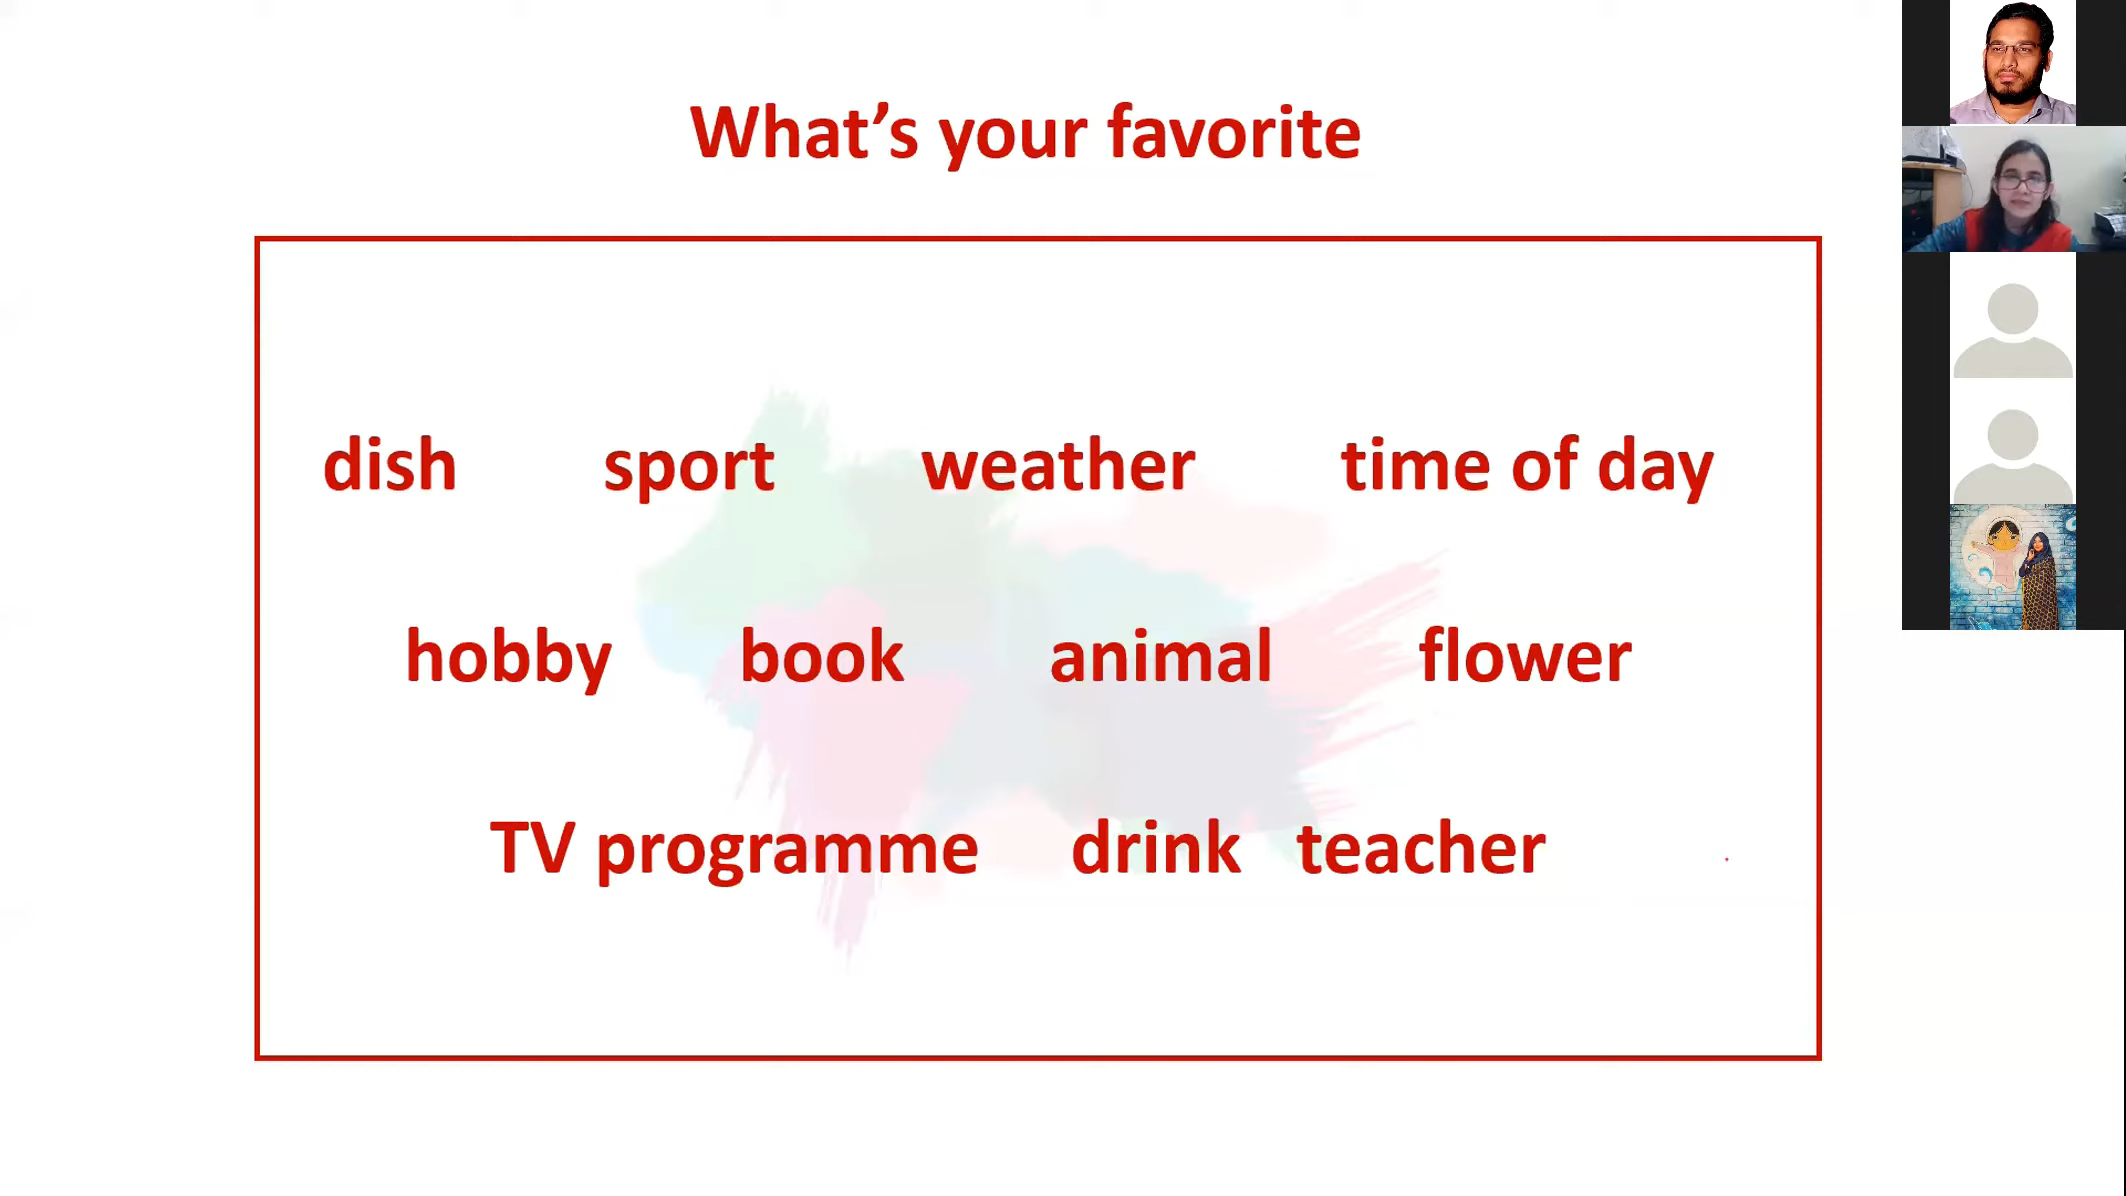 What’s your favorite
dish sport weather time of day
hobby book animal flower
TV programme drink teacher